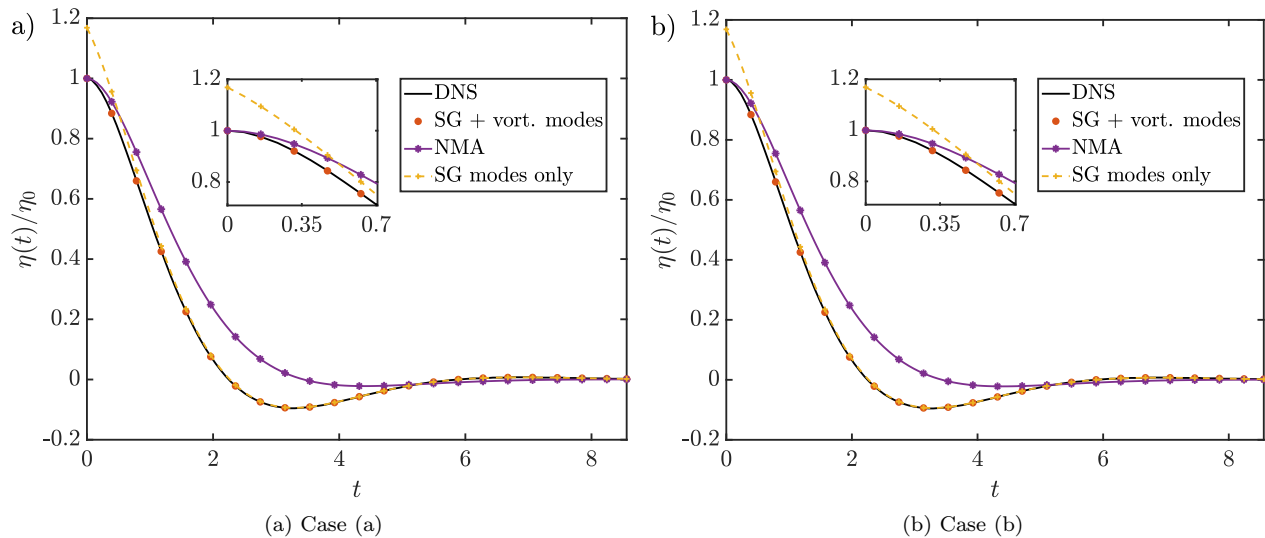 a)
1.2
1
0.8
0.6
0.4
0.2
0
-0.2
η(t)/η₀
0 2 4 6 8
t
1.2
1
0.8
0 0.35 0.7
DNS
SG + vort. modes
NMA
SG modes only
(a) Case (a)
b)
1.2
1
0.8
0.6
0.4
0.2
0
-0.2
η(t)/η₀
0 2 4 6 8
t
1.2
1
0.8
0 0.35 0.7
DNS
SG + vort. modes
NMA
SG modes only
(b) Case (b)